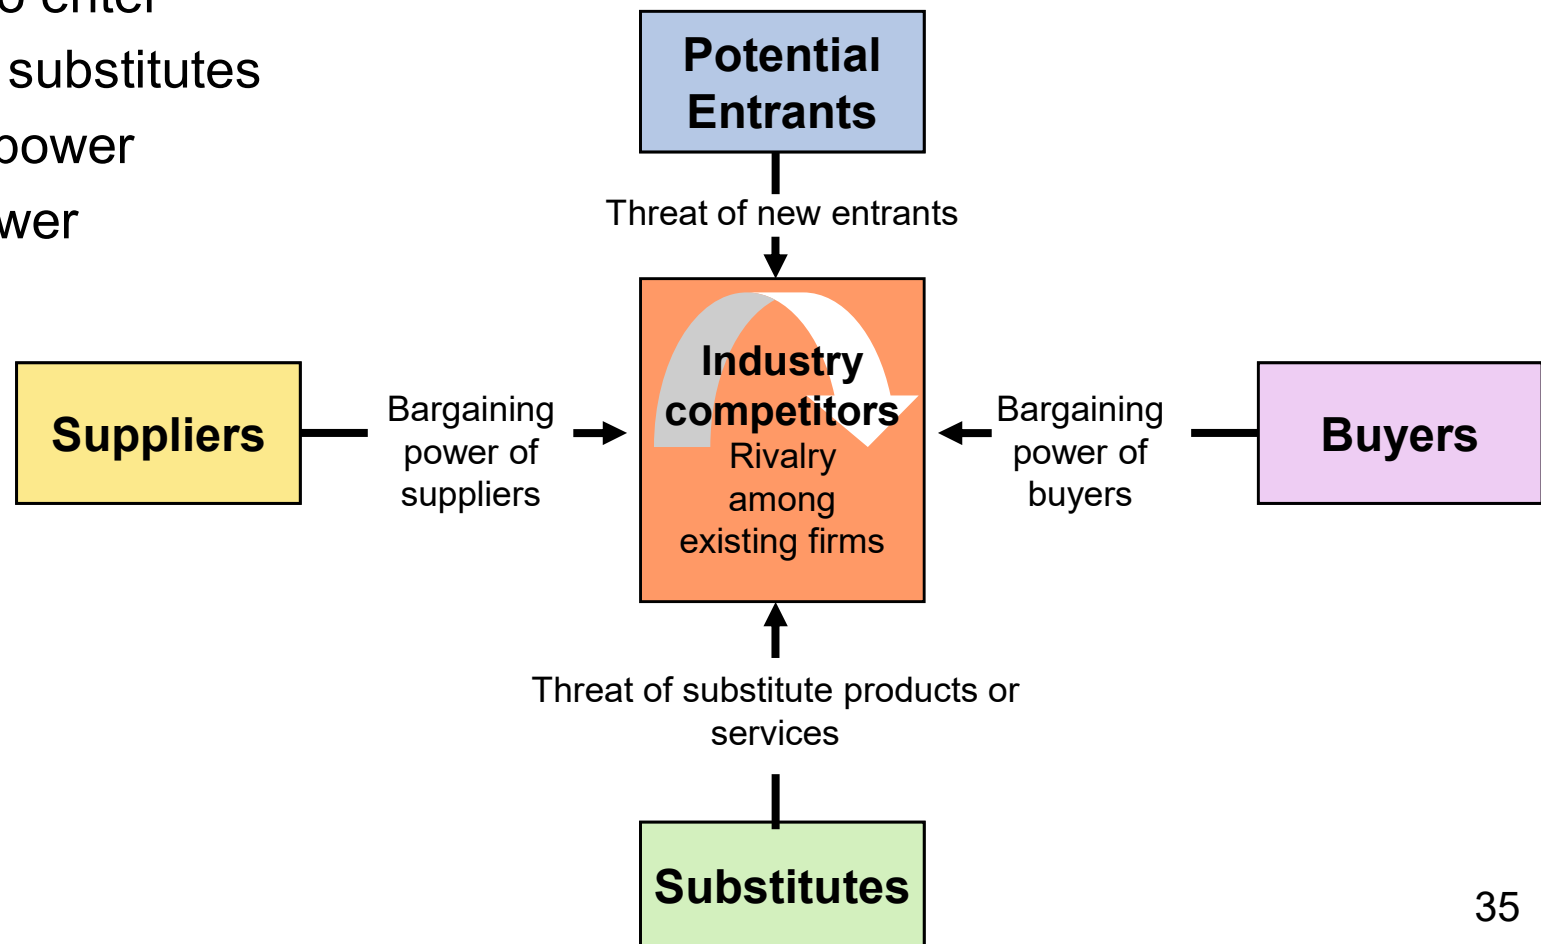 o enter
substitutes
power
wer
Potential
Entrants
Threat of new entrants
Industry
competitors
Rivalry
among
existing firms
Suppliers
Bargaining
power of
suppliers
Bargaining
power of
buyers
Buyers
Threat of substitute products or
services
Substitutes
35